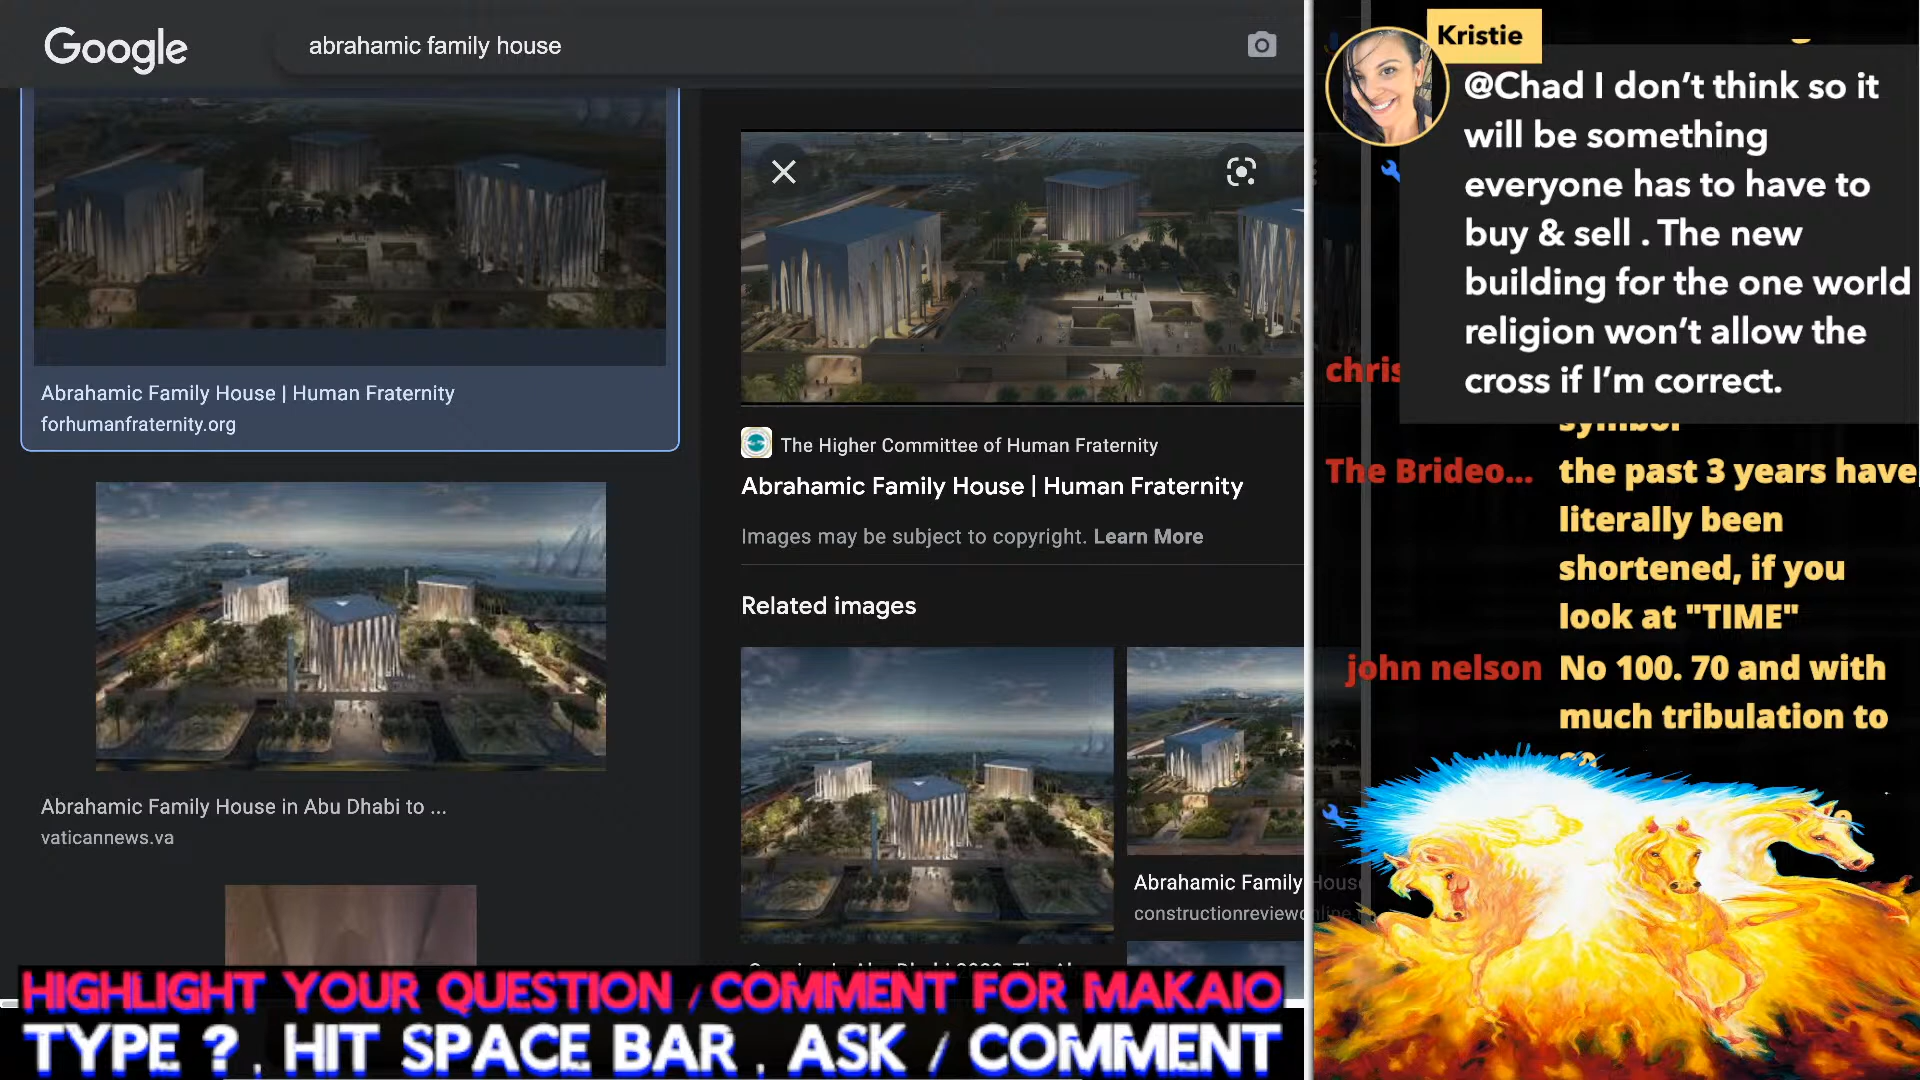 Google
abrahamic family house
Abrahamic Family House | Human Fraternity
forhumanfraternity.org
Abrahamic Family House in Abu Dhabi to ...
vaticannews.va
The Higher Committee of Human Fraternity
Abrahamic Family House | Human Fraternity
Images may be subject to copyright. Learn More
Related images
Abrahamic Family House
constructionreviewonline.
Kristie
@Chad I don't think so it
will be something
everyone has to have to
buy & sell . The new
building for the one world
religion won't allow the
cross if I'm correct.
chris
symbol
The Brideo... the past 3 years have
literally been
shortened, if you
look at "TIME"
john nelson No 100. 70 and with
much tribulation to
HIGHLIGHT YOUR QUESTION / COMMENT FOR MAKAIO
TYPE ? , HIT SPACE BAR , ASK / COMMENT